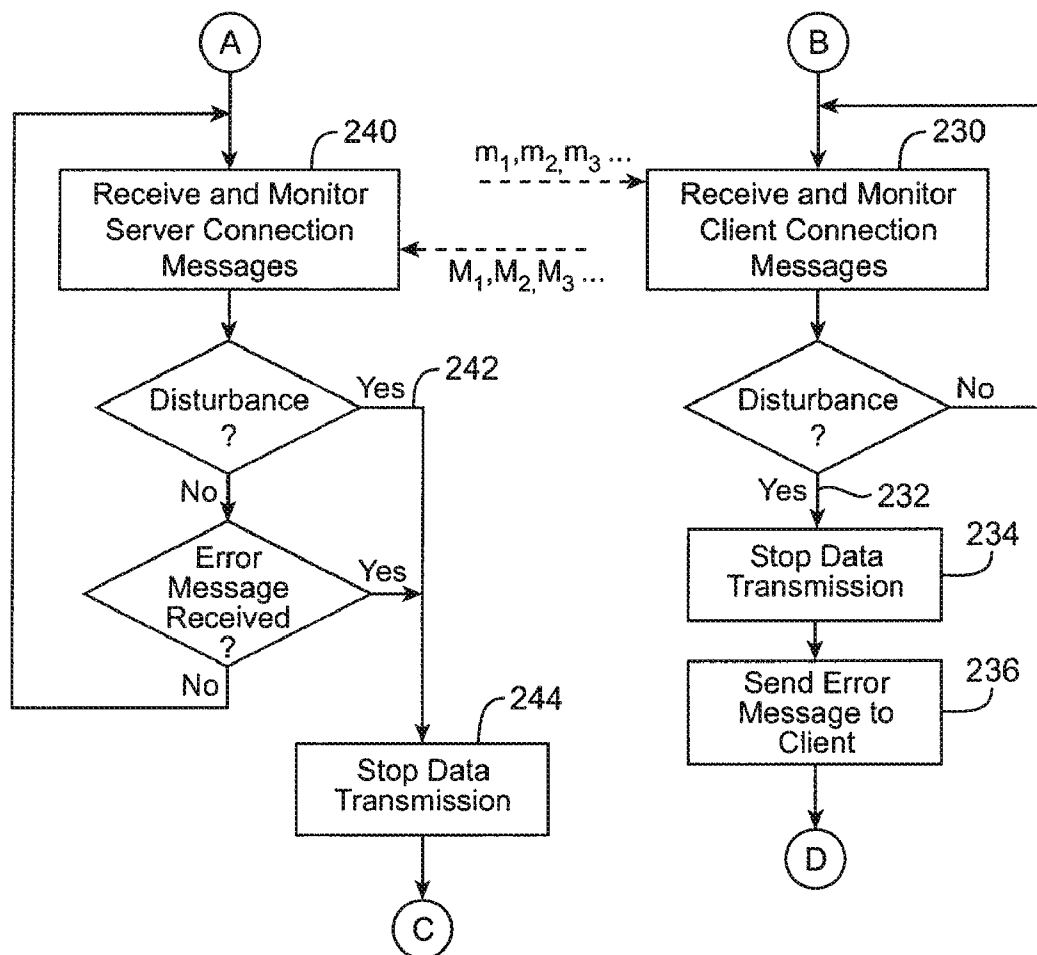 A
240
Receive and Monitor
Server Connection
Messages
Disturbance
?
Yes
242
No
Error
Message
Received
?
Yes
No
244
Stop Data
Transmission
C
m1,m2,m3 ...
M1,M2,M3 ...
B
230
Receive and Monitor
Client Connection
Messages
Disturbance
?
No
Yes
232
234
Stop Data
Transmission
236
Send Error
Message to
Client
D